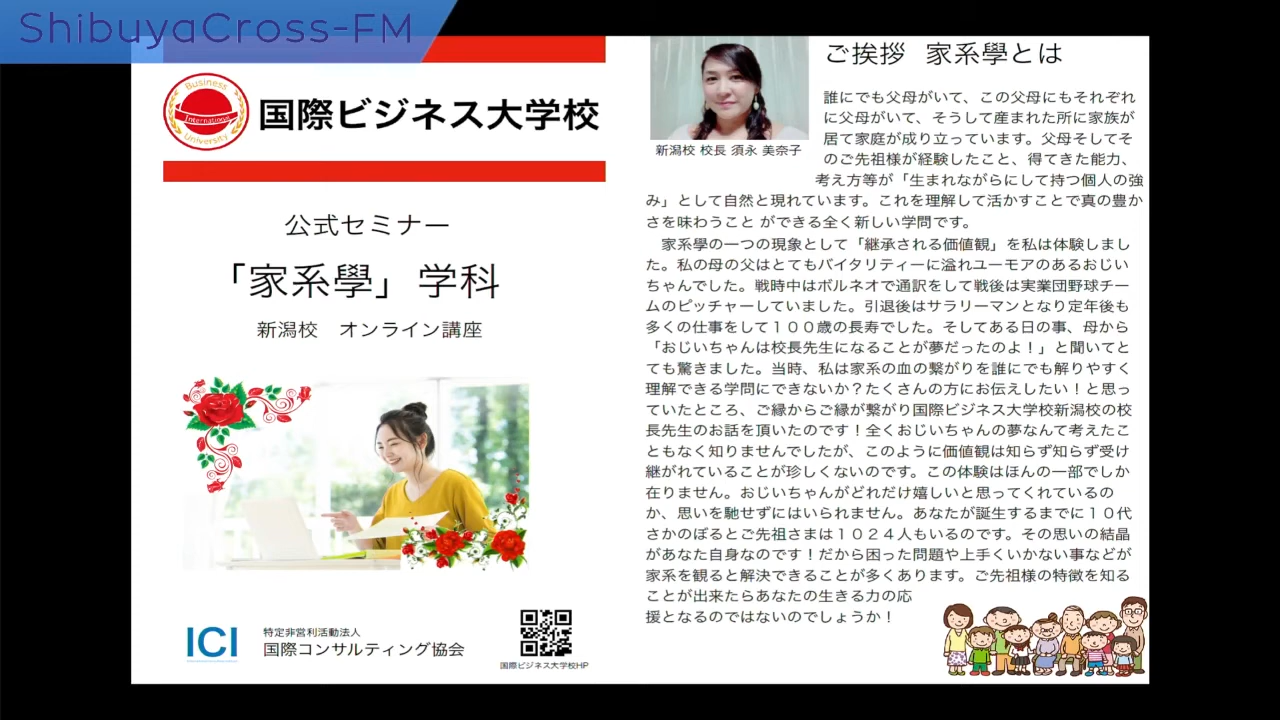 ShibuyaCross-FM
Business
International
University
国際ビジネス大学校
公式セミナー
「家系學」学科
新潟校 オンライン講座
ICI
特定非営利活動法人
国際コンサルティング協会
国際ビジネス大学校HP
新潟校 校長 須永 美奈子
ご挨拶 家系學とは
誰にでも父母がいて、この父母にもそれぞれ
に父母がいて、そうして産まれた所に家族が
居て家庭が成り立っています。父母そしてそ
のご先祖様が経験したこと、得てきた能力、
考え方等が「生まれながらにして持つ個人の強
み」として自然と現れています。これを理解して活かすことで真の豊か
さを味わうこと ができる全く新しい学問です。
家系學の一つの現象として「継承される価値観」を私は体験しまし
た。私の母の父はとてもバイタリティーに溢れユーモアのあるおじい
ちゃんでした。戦時中はボルネオで通訳をして戦後は実業団野球チー
ムのピッチャーしていました。引退後はサラリーマンとなり定年後も
多くの仕事をして１００歳の長寿でした。そしてある日の事、母から
「おじいちゃんは校長先生になることが夢だったのよ！」と聞いてと
ても驚きました。当時、私は家系の血の繋がりを誰にでも解りやすく
理解できる学問にできないか？たくさんの方にお伝えしたい！と思っ
ていたところ、ご縁からご縁が繋がり国際ビジネス大学校新潟校の校
長先生のお話を頂いたのです！全くおじいちゃんの夢なんて考えたこ
ともなく知りませんでしたが、このように価値観は知らず知らず受け
継がれていることが珍しくないのです。この体験はほんの一部でしか
在りません。おじいちゃんがどれだけ嬉しいと思ってくれているの
か、思いを馳せずにはいられません。あなたが誕生するまでに１０代
さかのぼるとご先祖さまは１０２４人もいるのです。その思いの結晶
があなた自身なのです！だから困った問題や上手くいかない事などが
家系を観ると解決できることが多くあります。ご先祖様の特徴を知る
ことが出来たらあなたの生きる力の応
援となるのではないのでしょうか！